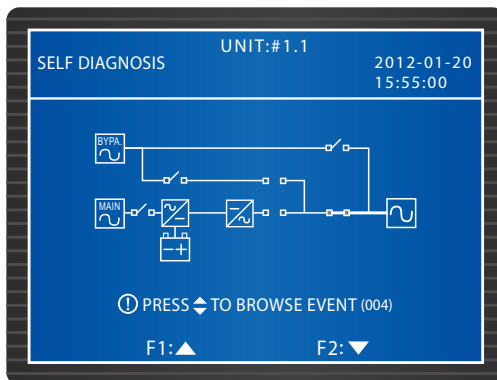 UNIT:#1.1
SELF DIAGNOSIS
2012-01-20
15:55:00
BYPA.
MAIN
PRESS TO BROWSE EVENT (004)
F1: F2: